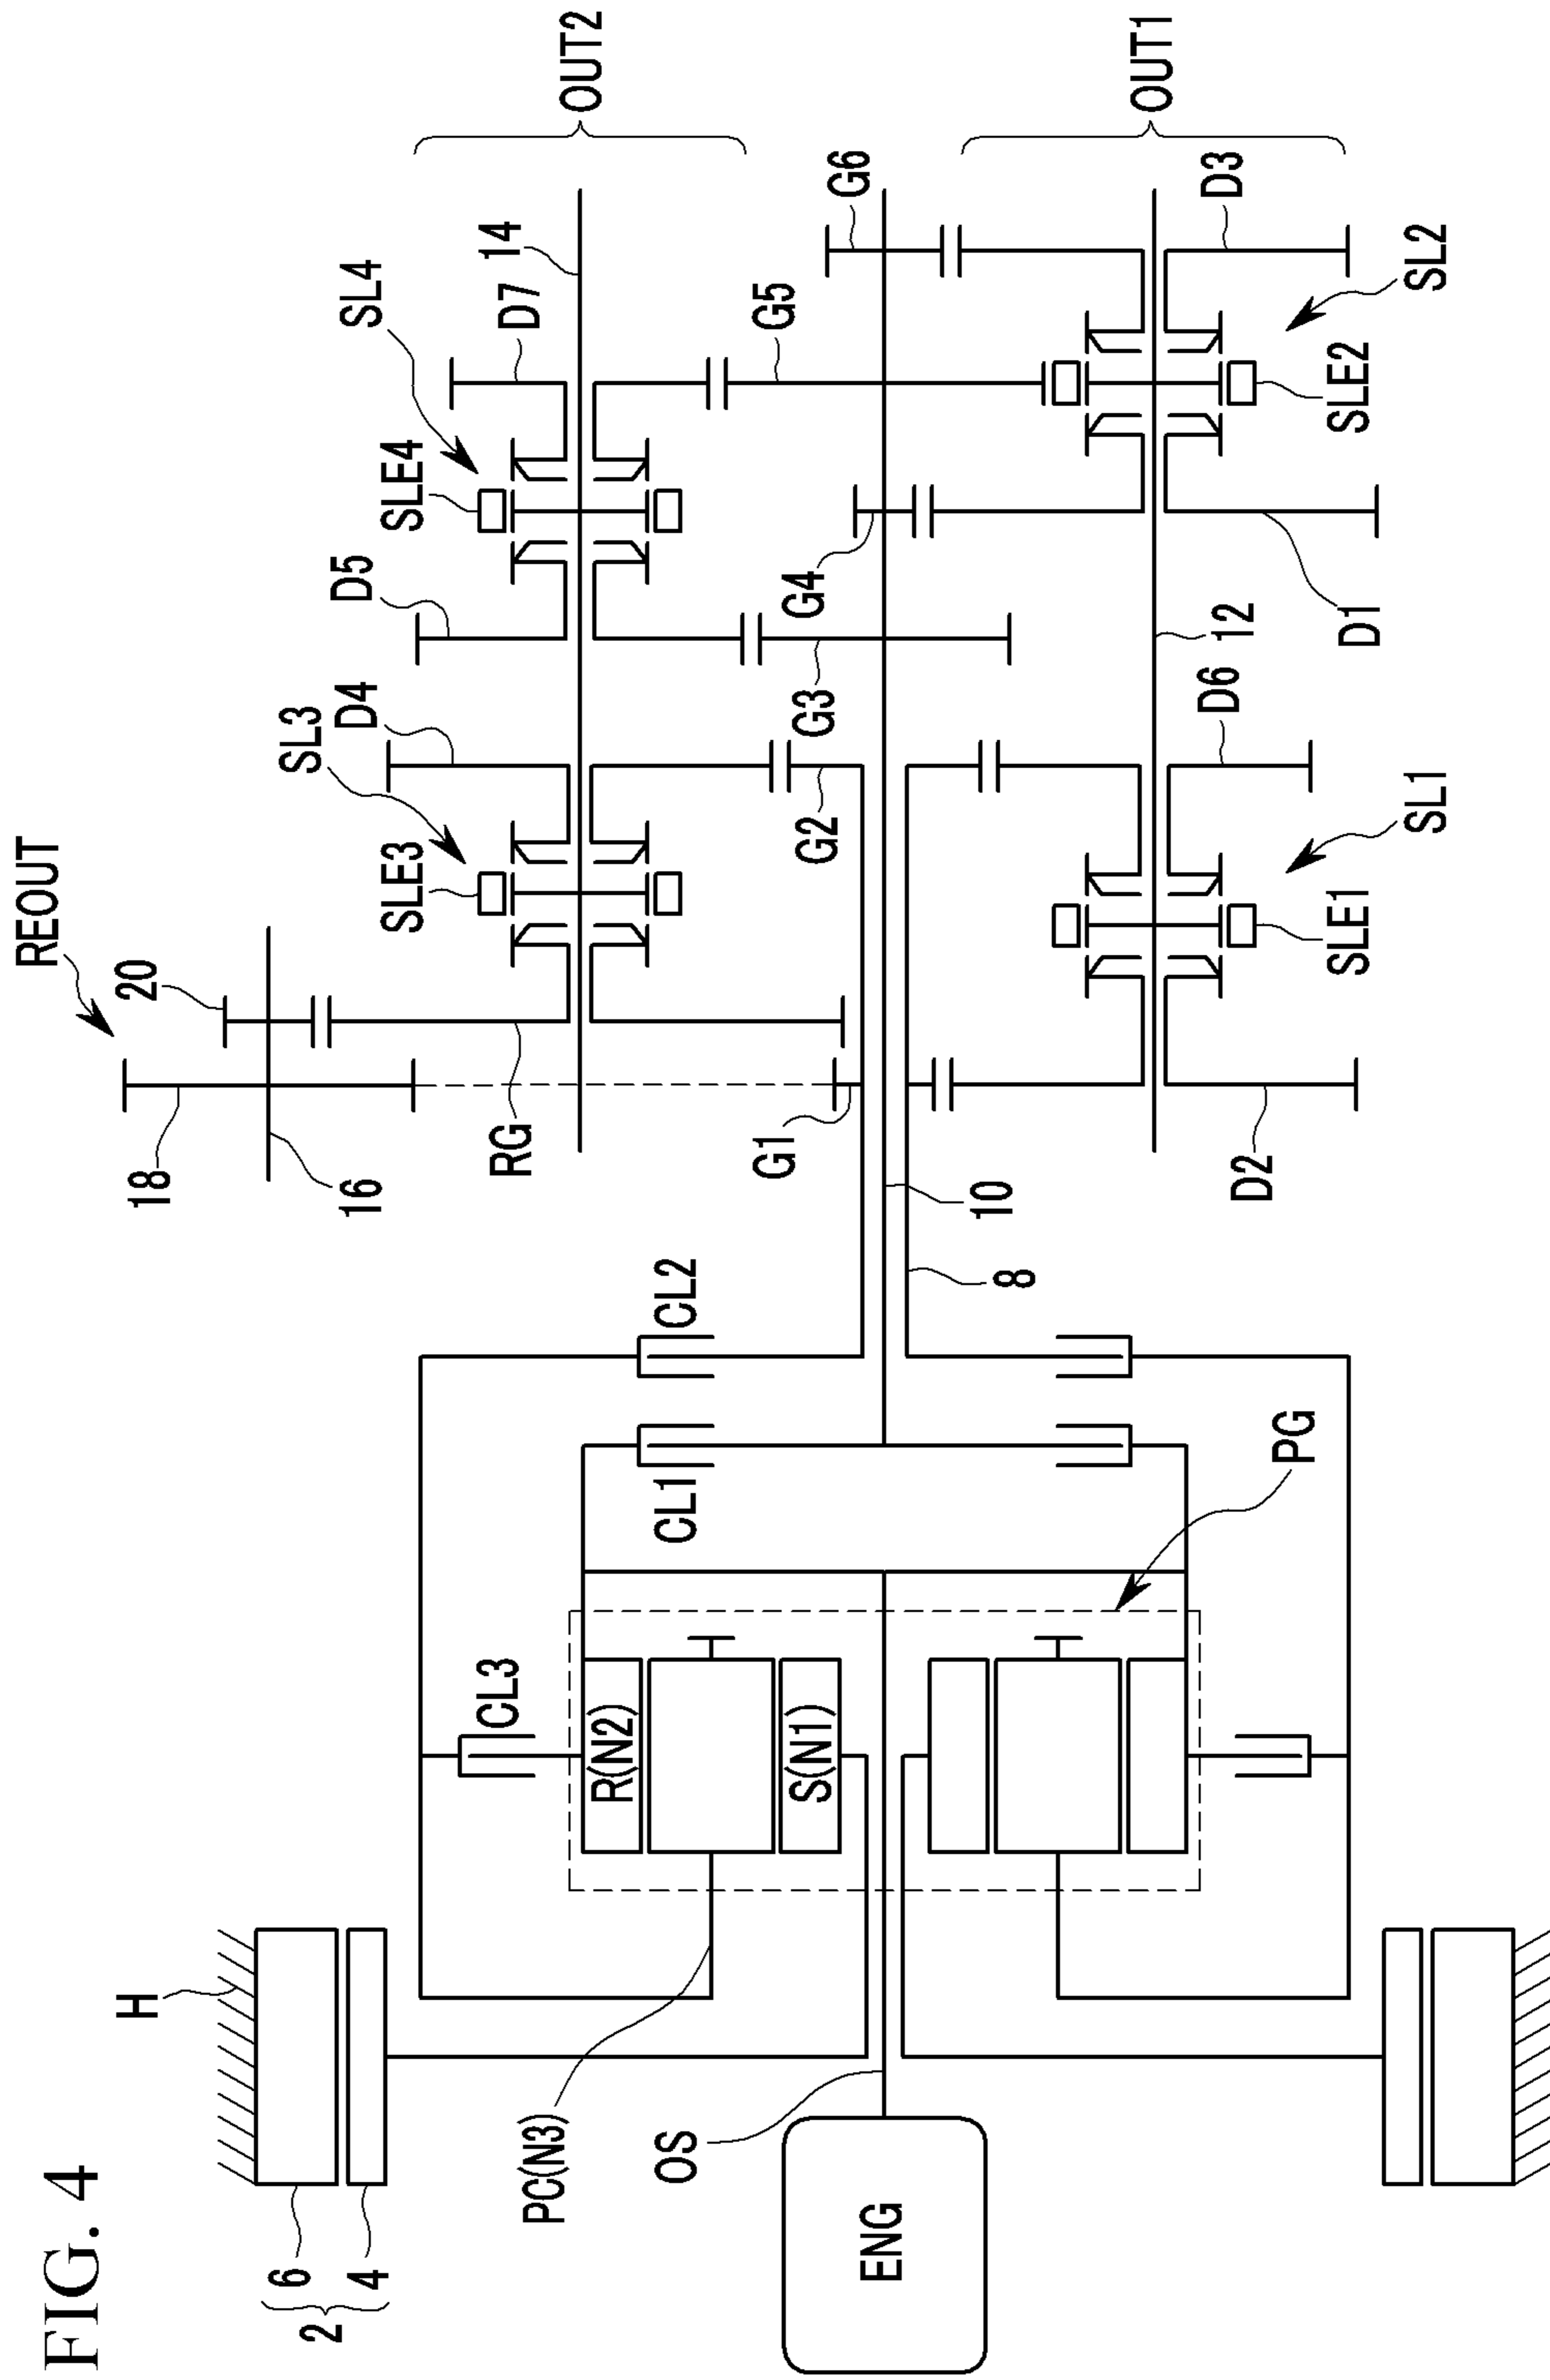 FIG. 4
REOUT
20
18
16
RG
SL3
D4
SLE3
D5
SL4
SLE4
D7
14
OUT2
G6
G5
G4
G3
G2
G1
10
8
OUT1
D3
SL2
SLE2
D1
12
D6
SL1
SLE1
D2
CL2
CL1
CL3
PG
R(N2)
S(N1)
PC(N3)
H
6
4
2
OS
ENG